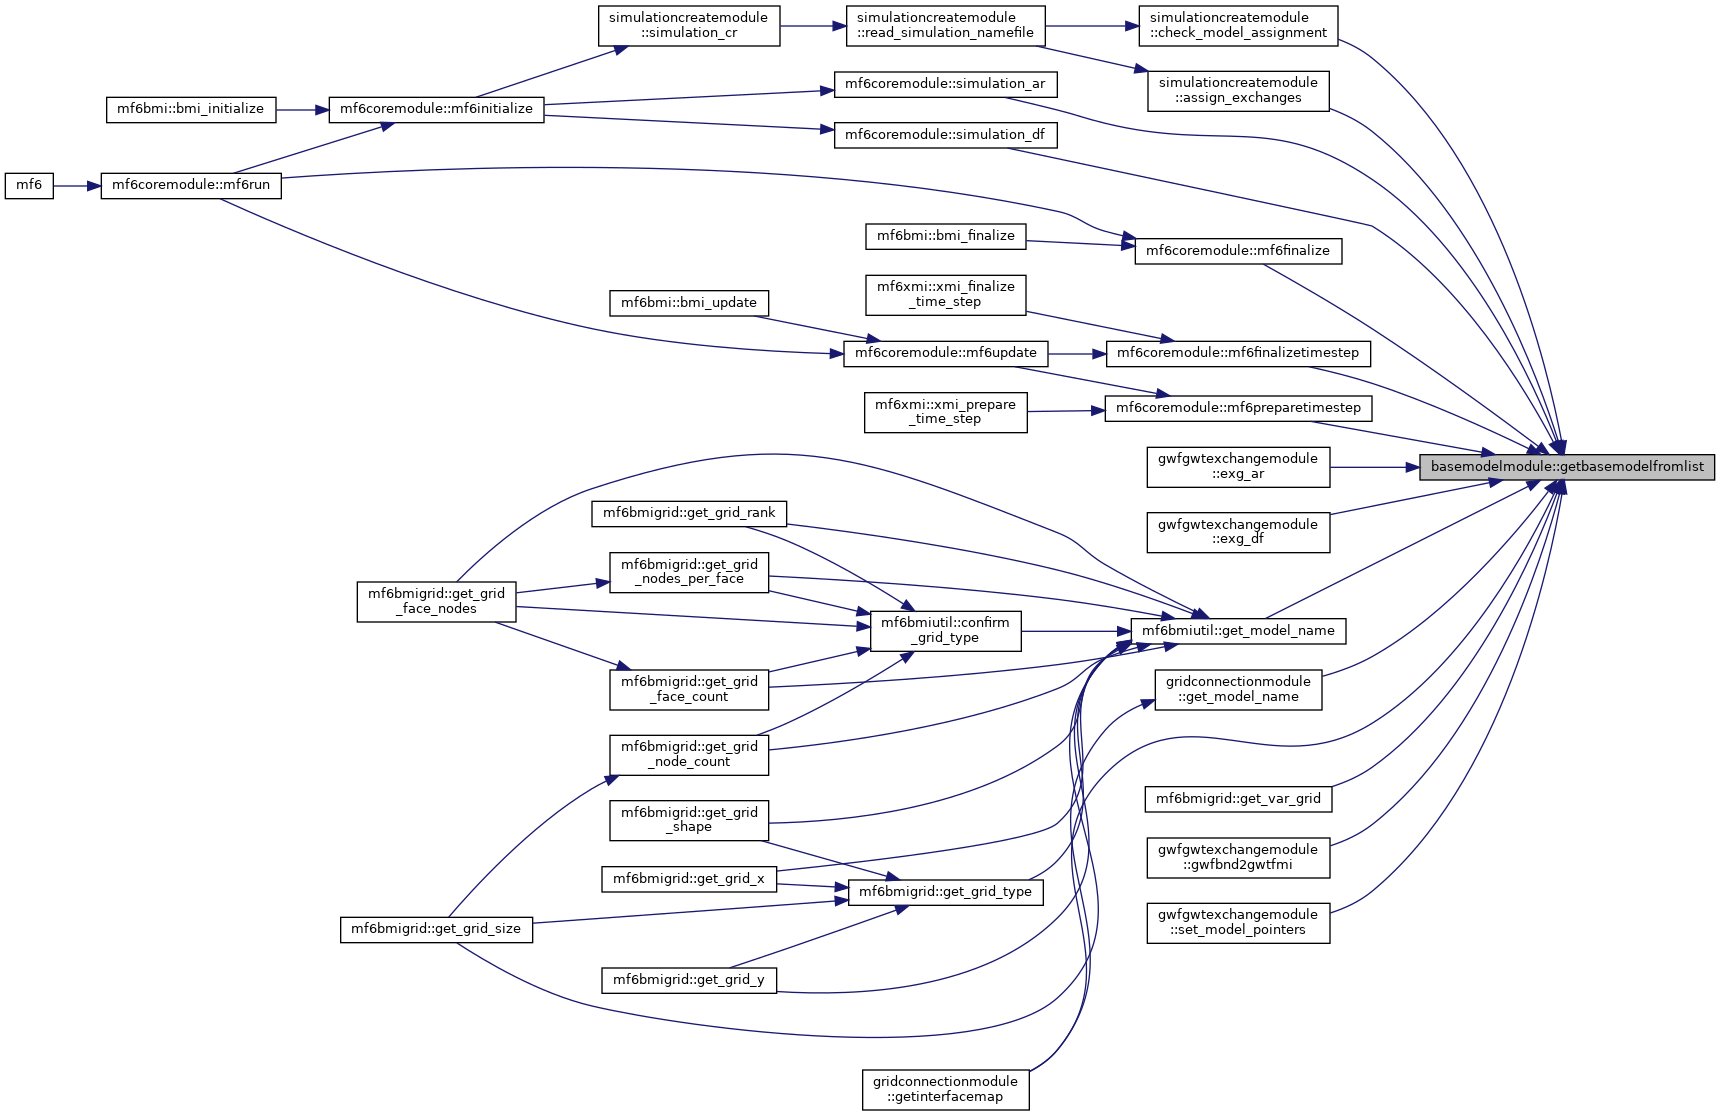 simulationcreatemodule
::simulation_cr
simulationcreatemodule
::read_simulation_namefile
simulationcreatemodule
::check_model_assignment
simulationcreatemodule
::assign_exchanges
mf6coremodule::simulation_ar
mf6bmi::bmi_initialize
mf6coremodule::mf6initialize
mf6coremodule::simulation_df
mf6
mf6coremodule::mf6run
mf6bmi::bmi_finalize
mf6coremodule::mf6finalize
mf6xmi::xmi_finalize
_time_step
mf6bmi::bmi_update
mf6coremodule::mf6update
mf6coremodule::mf6finalizetimestep
mf6xmi::xmi_prepare
_time_step
mf6coremodule::mf6preparetimestep
gwfgwtexchangemodule
::exg_ar
basemodelmodule::getbasemodelfromlist
mf6bmigrid::get_grid_rank
gwfgwtexchangemodule
::exg_df
mf6bmigrid::get_grid
_nodes_per_face
mf6bmigrid::get_grid
_face_nodes
mf6bmiutil::confirm
_grid_type
mf6bmiutil::get_model_name
mf6bmigrid::get_grid
_face_count
gridconnectionmodule
::get_model_name
mf6bmigrid::get_grid
_node_count
mf6bmigrid::get_var_grid
mf6bmigrid::get_grid
_shape
gwfgwtexchangemodule
::gwfbnd2gwtfmi
mf6bmigrid::get_grid_x
mf6bmigrid::get_grid_type
mf6bmigrid::get_grid_size
gwfgwtexchangemodule
::set_model_pointers
mf6bmigrid::get_grid_y
gridconnectionmodule
::getinterfacemap